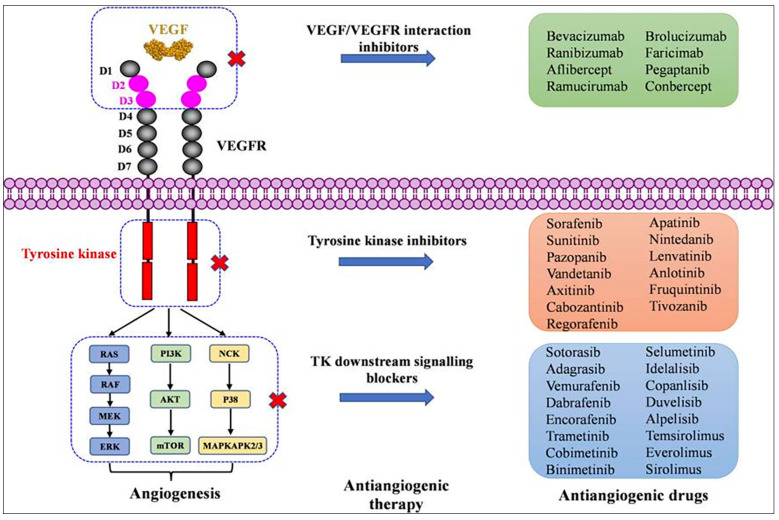 VEGF
D1
D2
D3
D4
D5
D6
D7
VEGFR
VEGF/VEGFR interaction
inhibitors
Bevacizumab Brolucizumab
Ranibizumab Faricimab
Aflibercept Pegaptanib
Ramucirumab Conbercept
Tyrosine kinase
Tyrosine kinase inhibitors
Sorafenib Apatinib
Sunitinib Nintedanib
Pazopanib Lenvatinib
Vandetanib Anlotinib
Axitinib Fruquintinib
Cabozantinib Tivozanib
Regorafenib
RAS PI3K NCK
RAF AKT P38
MEK
ERK mTOR MAPKAPK2/3
TK downstream signalling
blockers
Sotorasib Selumetinib
Adagrasib Idelalisib
Vemurafenib Copanlisib
Dabrafenib Duvelisib
Encorafenib Alpelisib
Trametinib Temsirolimus
Cobimetinib Everolimus
Binimetinib Sirolimus
Angiogenesis
Antiangiogenic
therapy
Antiangiogenic drugs